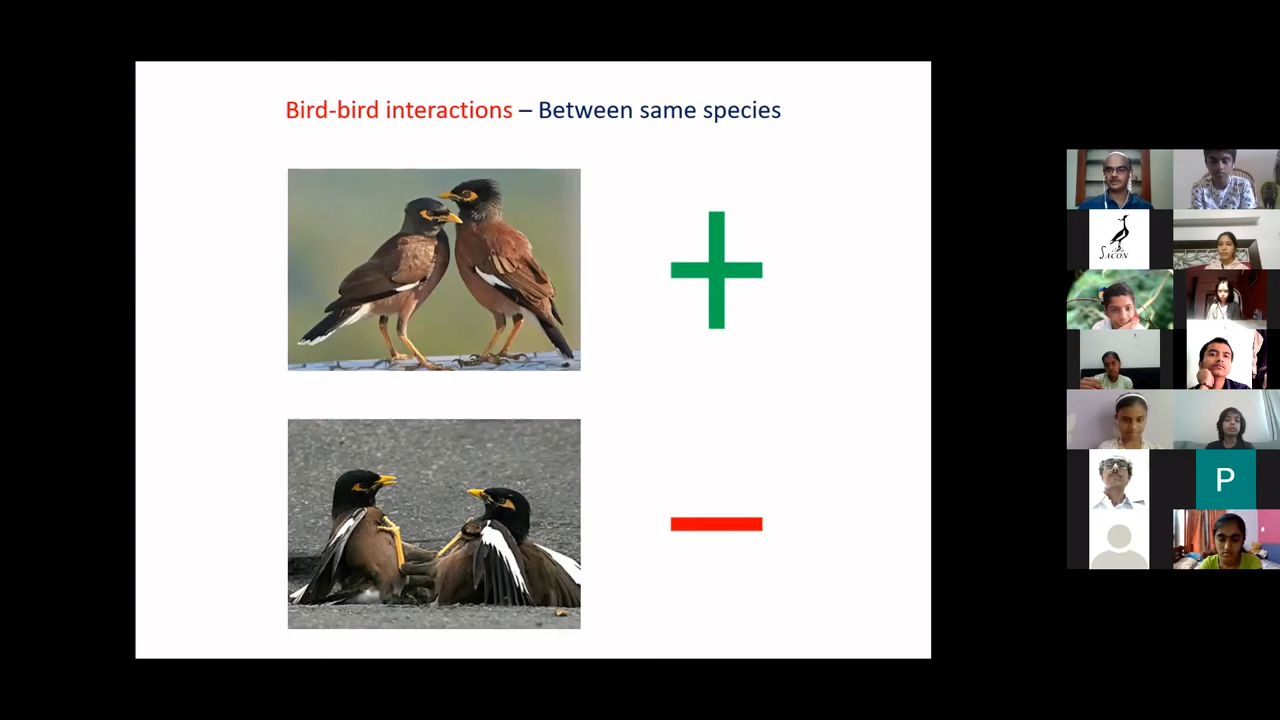 Bird-bird interactions – Between same species
SACON
P